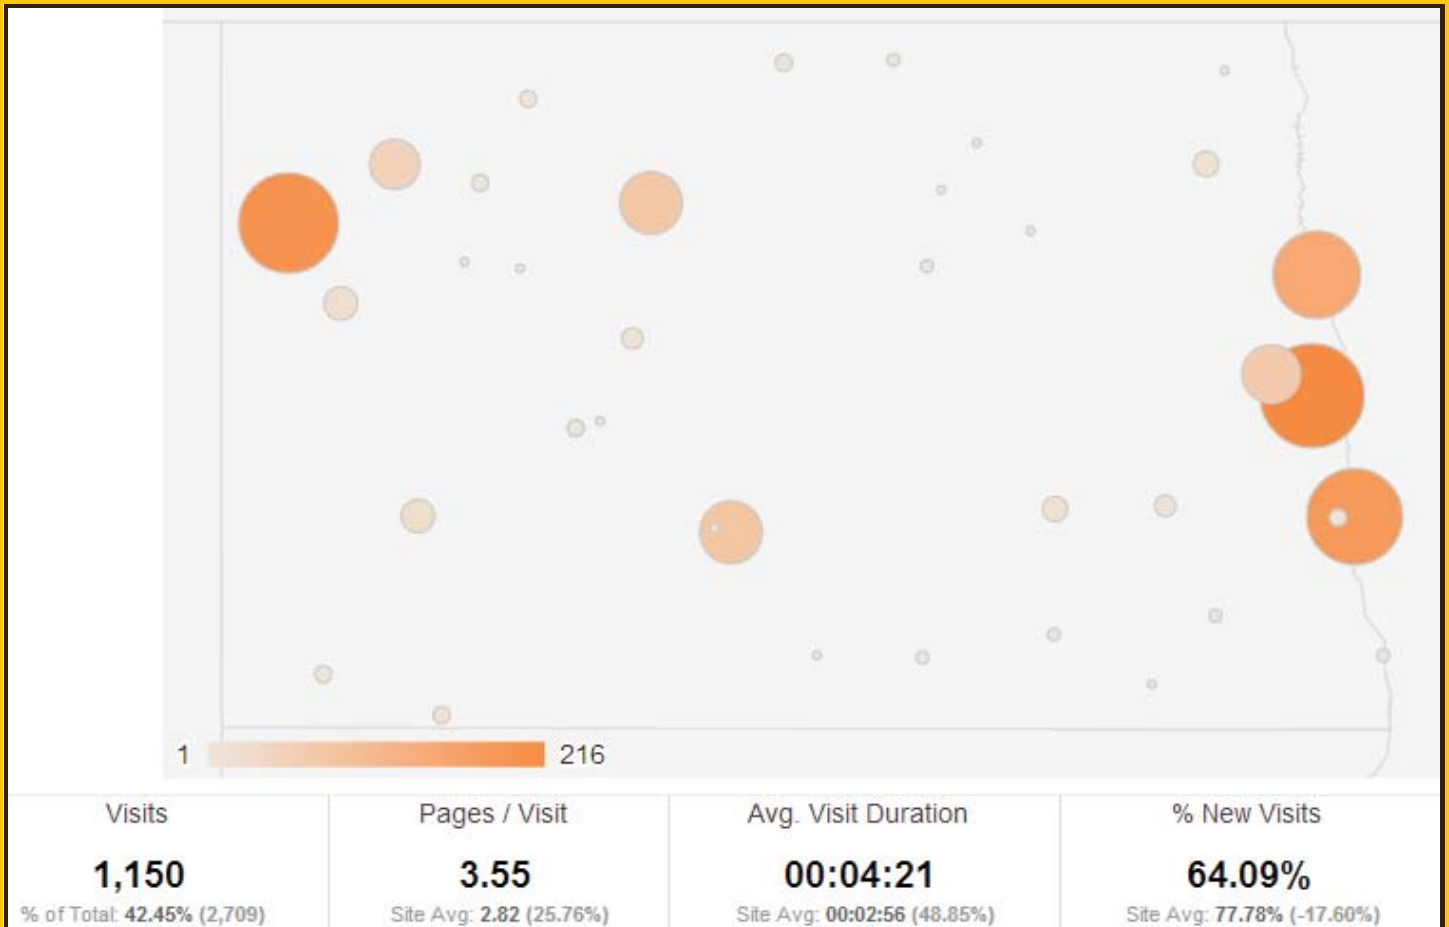 1 216
Visits Pages / Visit Avg. Visit Duration % New Visits
1,150 3.55 00:04:21 64.09%
% of Total: 42.45% (2,709) Site Avg: 2.82 (25.76%) Site Avg: 00:02:56 (48.85%) Site Avg: 77.78% (-17.60%)